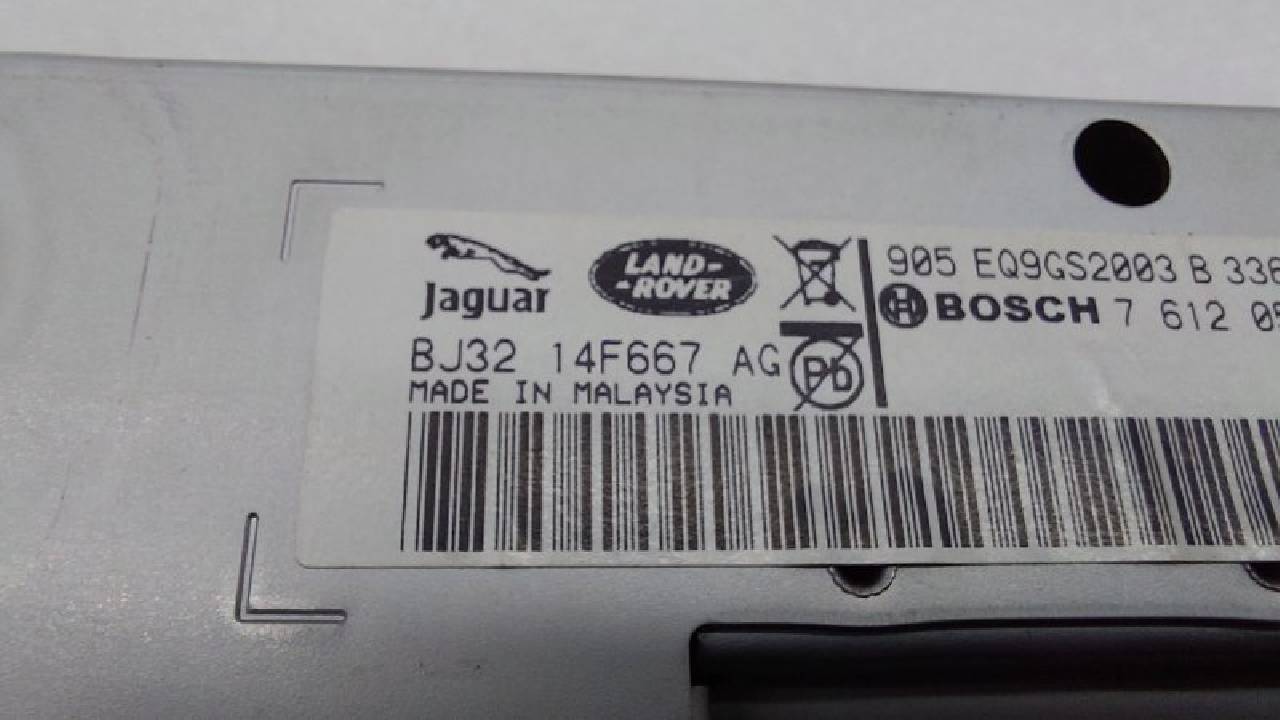 Jaguar
LAND-
-ROVER
BJ32 14F667 AG
MADE IN MALAYSIA
Pb
905 EQ9GS2003 B 336
BOSCH 7 612 0